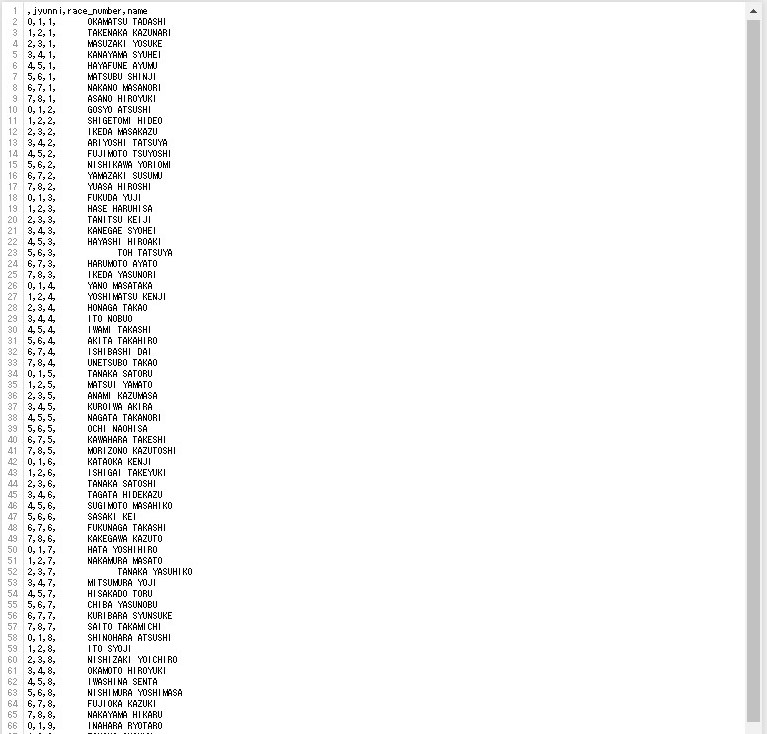 1 ,jyunni,race_number,name
2 0,1,1, OKAMATSU TADASHI
3 1,2,1, TAKENAKA KAZUNARI
4 2,3,1, MASUZAKI YOSUKE
5 3,4,1, KANAYAMA SYUHEI
6 4,5,1, HAYAFUNE AYUMU
7 5,6,1, MATSUBU SHINJI
8 6,7,1, NAKANO MASANORI
9 7,8,1, ASANO HIROYUKI
10 0,1,2, GOSYO ATSUSHI
11 1,2,2, SHIGETOMI HIDEO
12 2,3,2, IKEDA MASAKAZU
13 3,4,2, ARIYOSHI TATSUYA
14 4,5,2, FUJIMOTO TSUYOSHI
15 5,6,2, NISHIKAWA YORIOMI
16 6,7,2, YAMAZAKI SUSUMU
17 7,8,2, YUASA HIROSHI
18 0,1,3, FUKUDA YUJI
19 1,2,3, HASE HARUHISA
20 2,3,3, TANITSU KEIJI
21 3,4,3, KANEGAE SYOHEI
22 4,5,3, HAYASHI HIROAKI
23 5,6,3, TOH TATSUYA
24 6,7,3, HARUMOTO AYATO
25 7,8,3, IKEDA YASUNORI
26 0,1,4, YANO MASATAKA
27 1,2,4, YOSHIMATSU KENJI
28 2,3,4, HONAGA TAKAO
29 3,4,4, ITO NOBUO
30 4,5,4, IWAMI TAKASHI
31 5,6,4, AKITA TAKAHIRO
32 6,7,4, ISHIBASHI DAI
33 7,8,4, UNETSUBO TAKAO
34 0,1,5, TANAKA SATORU
35 1,2,5, MATSUI YAMATO
36 2,3,5, ANAMI KAZUMASA
37 3,4,5, KUROIWA AKIRA
38 4,5,5, NAGATA TAKANORI
39 5,6,5, OCHI NAOHISA
40 6,7,5, KAWAHARA TAKESHI
41 7,8,5, MORIZONO KAZUTOSHI
42 0,1,6, KATAOKA KENJI
43 1,2,6, ISHIGAI TAKEYUKI
44 2,3,6, TANAKA SATOSHI
45 3,4,6, TAGATA HIDEKAZU
46 4,5,6, SUGIMOTO MASAHIKO
47 5,6,6, SASAKI KEI
48 6,7,6, FUKUNAGA TAKASHI
49 7,8,6, KAKEGAWA KAZUTO
50 0,1,7, HATA YOSHIHIRO
51 1,2,7, NAKAMURA MASATO
52 2,3,7, TANAKA YASUHIKO
53 3,4,7, MITSUMURA YOJI
54 4,5,7, HISAKADO TORU
55 5,6,7, CHIBA YASUNOBU
56 6,7,7, KURIBARA SYUNSUKE
57 7,8,7, SAITO TAKAMICHI
58 0,1,8, SHINOHARA ATSUSHI
59 1,2,8, ITO SYOJI
60 2,3,8, NISHIZAKI YOICHIRO
61 3,4,8, OKAMOTO HIROYUKI
62 4,5,8, IWASHINA SENTA
63 5,6,8, NISHIMURA YOSHIMASA
64 6,7,8, FUJIOKA KAZUKI
65 7,8,8, NAKAYAMA HIKARU
66 0,1,9, INAHARA RYOTARO